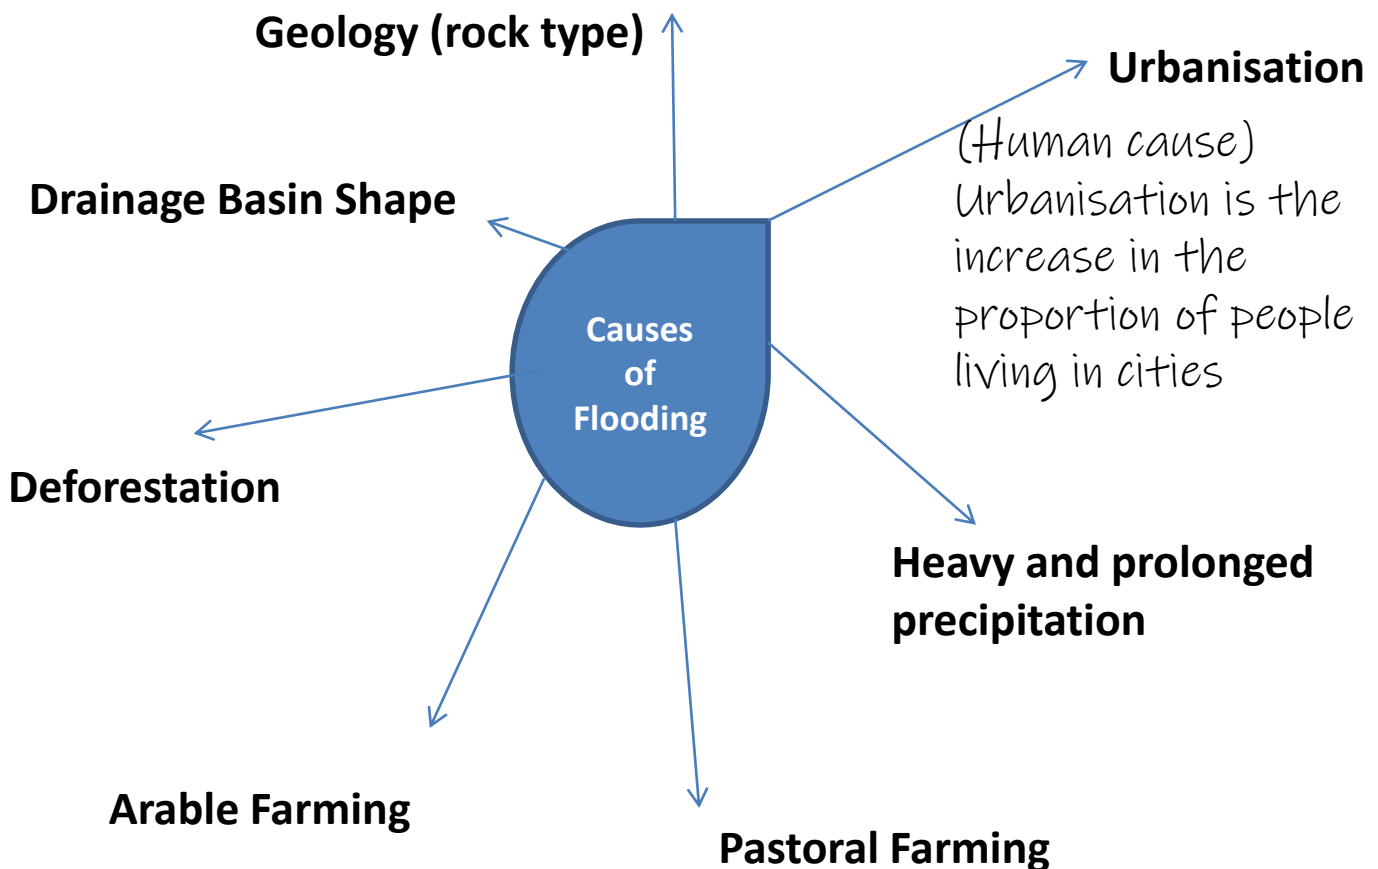 Geology (rock type)
Urbanisation
(Human cause)
Urbanisation is the
increase in the
proportion of people
living in cities
Drainage Basin Shape
Causes
of
Flooding
Deforestation
Heavy and prolonged
precipitation
Arable Farming
Pastoral Farming